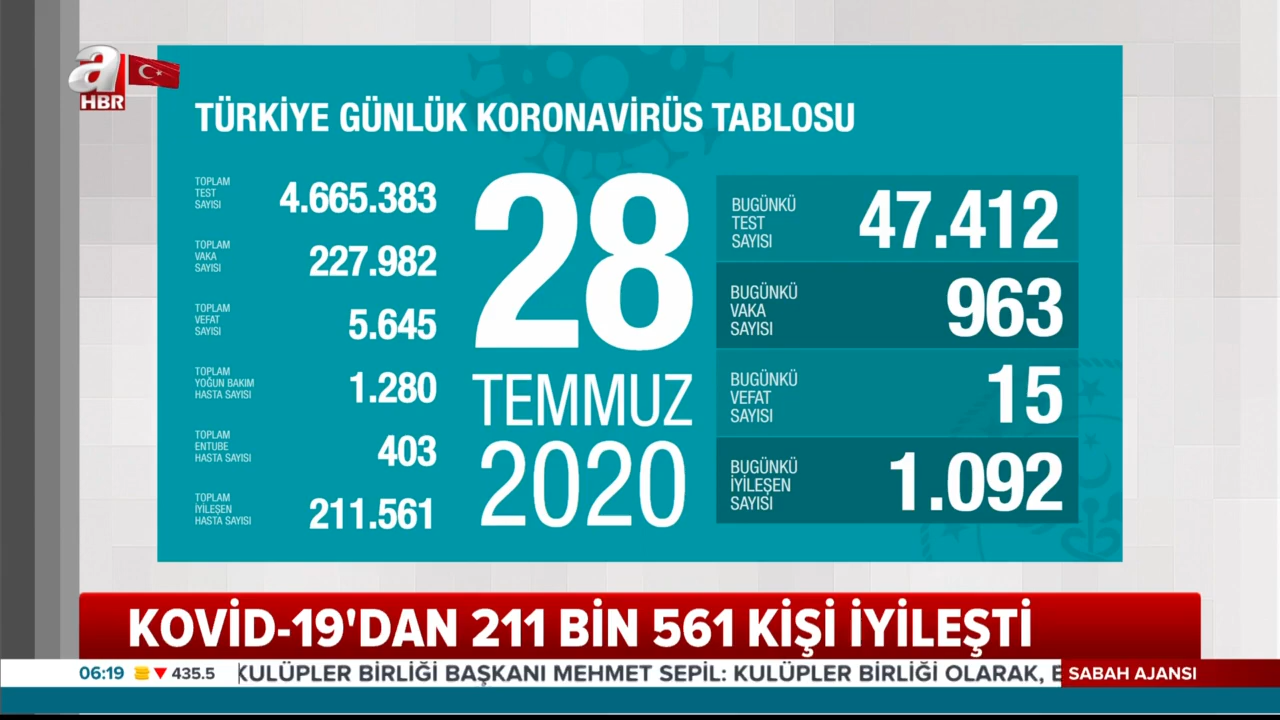 a
HBR
TÜRKİYE GÜNLÜK KORONAVİRÜS TABLOSU
TOPLAM
TEST
SAYISI
4.665.383
TOPLAM
VAKA
SAYISI
227.982
TOPLAM
VEFAT
SAYISI
5.645
TOPLAM
YOĞUN BAKIM
HASTA SAYISI
1.280
TOPLAM
ENTUBE
HASTA SAYISI
403
TOPLAM
İYİLEŞEN
HASTA SAYISI
211.561
28
TEMMUZ
2020
BUGÜNKÜ
TEST
SAYISI
47.412
BUGÜNKÜ
VAKA
SAYISI
963
BUGÜNKÜ
VEFAT
SAYISI
15
BUGÜNKÜ
İYİLEŞEN
SAYISI
1.092
KOVİD-19'DAN 211 BİN 561 KİŞİ İYİLEŞTİ
06:19 435.5 KULÜPLER BİRLİĞİ BAŞKANI MEHMET SEPİL: KULÜPLER BİRLİĞİ OLARAK, SABAH AJANSI